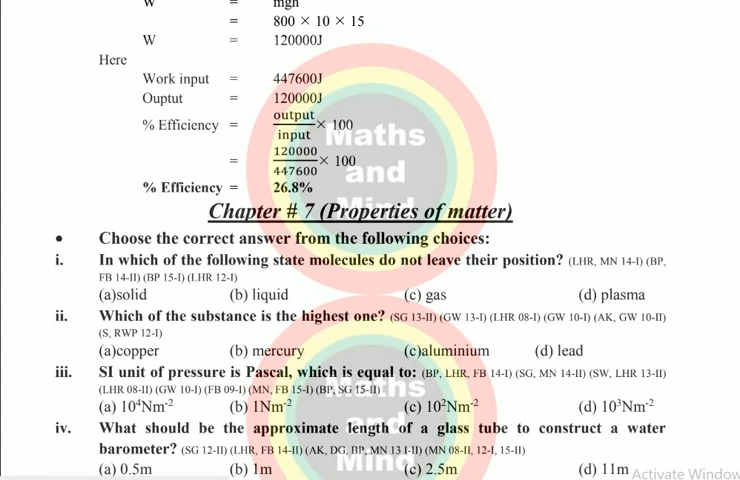 W = mgh
= 800 × 10 × 15
W = 120000J
Here
Work input = 447600J
Ouptut = 120000J
% Efficiency = output/input × 100
= 120000/447600 × 100
% Efficiency = 26.8%
Chapter # 7 (Properties of matter)
• Choose the correct answer from the following choices:
i. In which of the following state molecules do not leave their position? (LHR, MN 14-I) (BP,
FB 14-II) (BP 15-I) (LHR 12-I)
(a)solid (b) liquid (c) gas (d) plasma
ii. Which of the substance is the highest one? (SG 13-II) (GW 13-I) (LHR 08-I) (GW 10-I) (AK, GW 10-II)
(S, RWP 12-I)
(a)copper (b) mercury (c)aluminium (d) lead
iii. SI unit of pressure is Pascal, which is equal to: (BP, LHR, FB 14-I) (SG, MN 14-II) (SW, LHR 13-II)
(LHR 08-II) (GW 10-I) (FB 09-I) (MN, FB 15-I) (BP, SG 15-II)
(a) 10⁴Nm⁻² (b) 1Nm⁻² (c) 10²Nm⁻² (d) 10³Nm⁻²
iv. What should be the approximate length of a glass tube to construct a water
barometer? (SG 12-II) (LHR, FB 14-II) (AK, DG, BP, MN 13 I-II) (MN 08-II, 12-I, 15-II)
(a) 0.5m (b) 1m (c) 2.5m (d) 11m
Maths
and
Mind
Maths
and
Mind
Activate Window